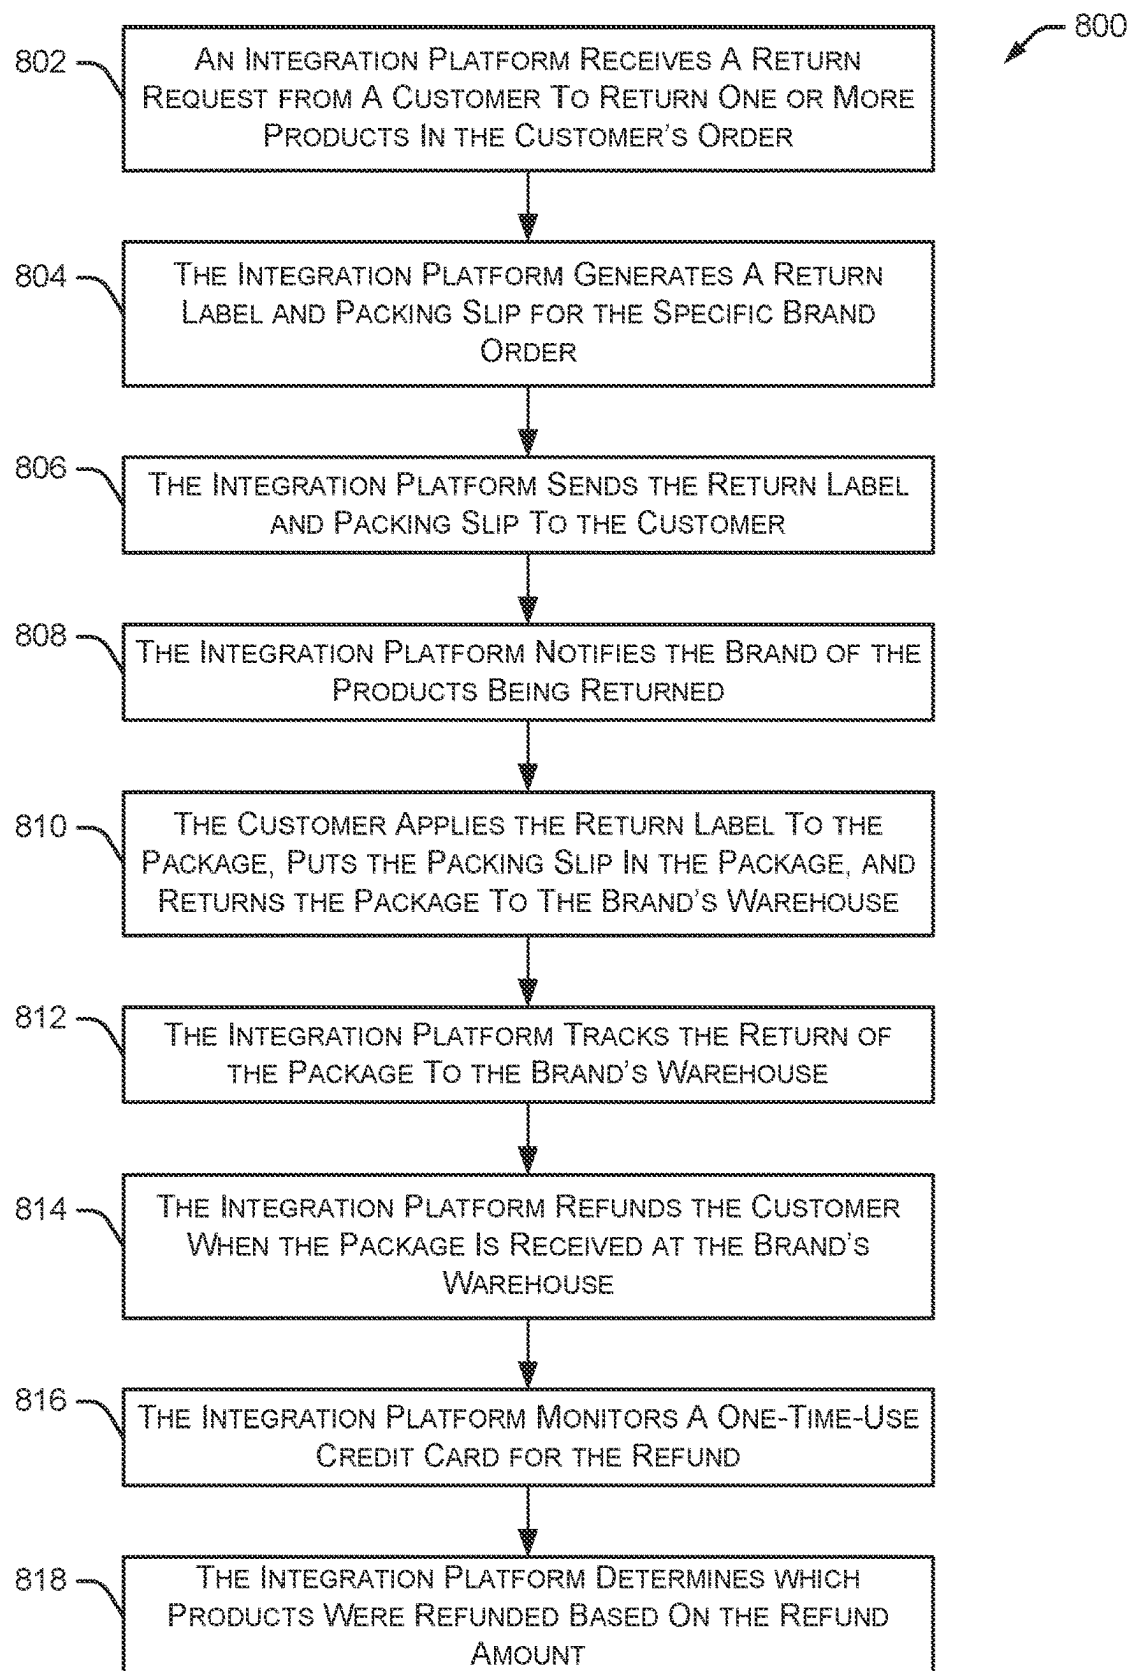 800
802
AN INTEGRATION PLATFORM RECEIVES A RETURN
REQUEST FROM A CUSTOMER TO RETURN ONE OR MORE
PRODUCTS IN THE CUSTOMER'S ORDER
804
THE INTEGRATION PLATFORM GENERATES A RETURN
LABEL AND PACKING SLIP FOR THE SPECIFIC BRAND
ORDER
806
THE INTEGRATION PLATFORM SENDS THE RETURN LABEL
AND PACKING SLIP TO THE CUSTOMER
808
THE INTEGRATION PLATFORM NOTIFIES THE BRAND OF THE
PRODUCTS BEING RETURNED
810
THE CUSTOMER APPLIES THE RETURN LABEL TO THE
PACKAGE, PUTS THE PACKING SLIP IN THE PACKAGE, AND
RETURNS THE PACKAGE TO THE BRAND'S WAREHOUSE
812
THE INTEGRATION PLATFORM TRACKS THE RETURN OF
THE PACKAGE TO THE BRAND'S WAREHOUSE
814
THE INTEGRATION PLATFORM REFUNDS THE CUSTOMER
WHEN THE PACKAGE IS RECEIVED AT THE BRAND'S
WAREHOUSE
816
THE INTEGRATION PLATFORM MONITORS A ONE-TIME-USE
CREDIT CARD FOR THE REFUND
818
THE INTEGRATION PLATFORM DETERMINES WHICH
PRODUCTS WERE REFUNDED BASED ON THE REFUND
AMOUNT